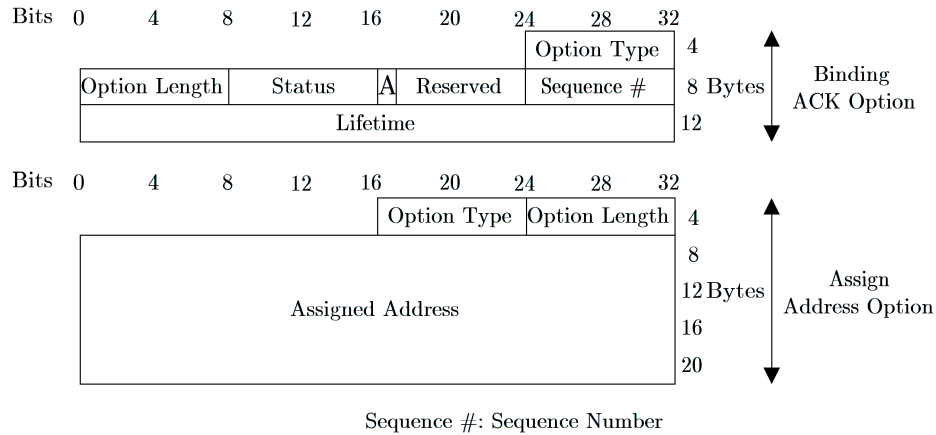 Bits 0 4 8 12 16 20 24 28 32
Option Type 4
Option Length Status A Reserved Sequence # 8 Bytes
Lifetime 12
Binding
ACK Option
Bits 0 4 8 12 16 20 24 28 32
Option Type Option Length 4
8
Assigned Address
12 Bytes
16
20
Assign
Address Option
Sequence #: Sequence Number